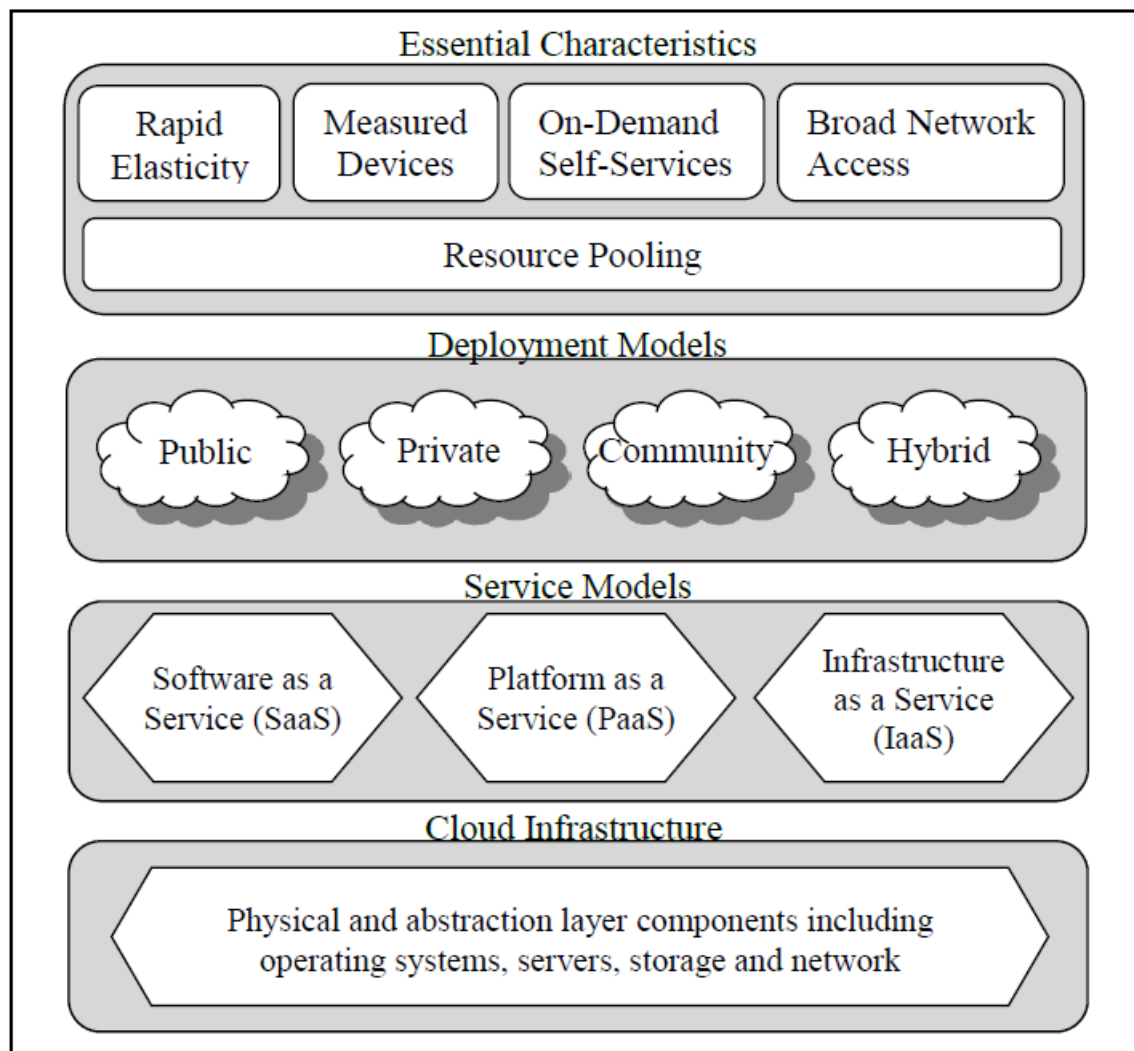 Essential Characteristics
Rapid
Elasticity
Measured
Devices
On-Demand
Self-Services
Broad Network
Access
Resource Pooling
Deployment Models
Public
Private
Community
Hybrid
Service Models
Software as a
Service (SaaS)
Platform as a
Service (PaaS)
Infrastructure
as a Service
(IaaS)
Cloud Infrastructure
Physical and abstraction layer components including
operating systems, servers, storage and network